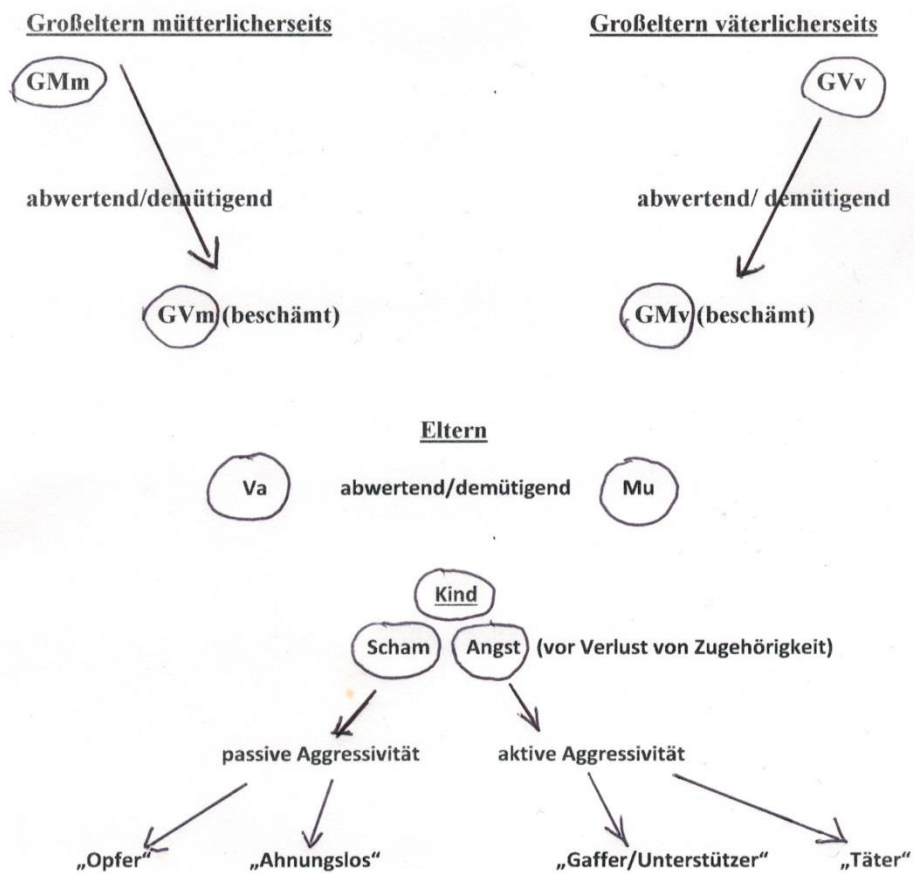 Großeltern mütterlicherseits Großeltern väterlicherseits
GMm GVv
abwertend/demütigend abwertend/ demütigend
GVm (beschämt) GMv (beschämt)
Eltern
Va abwertend/demütigend Mu
Kind
Scham Angst (vor Verlust von Zugehörigkeit)
passive Aggressivität aktive Aggressivität
„Opfer“ „Ahnungslos“ „Gaffer/Unterstützer“ „Täter“